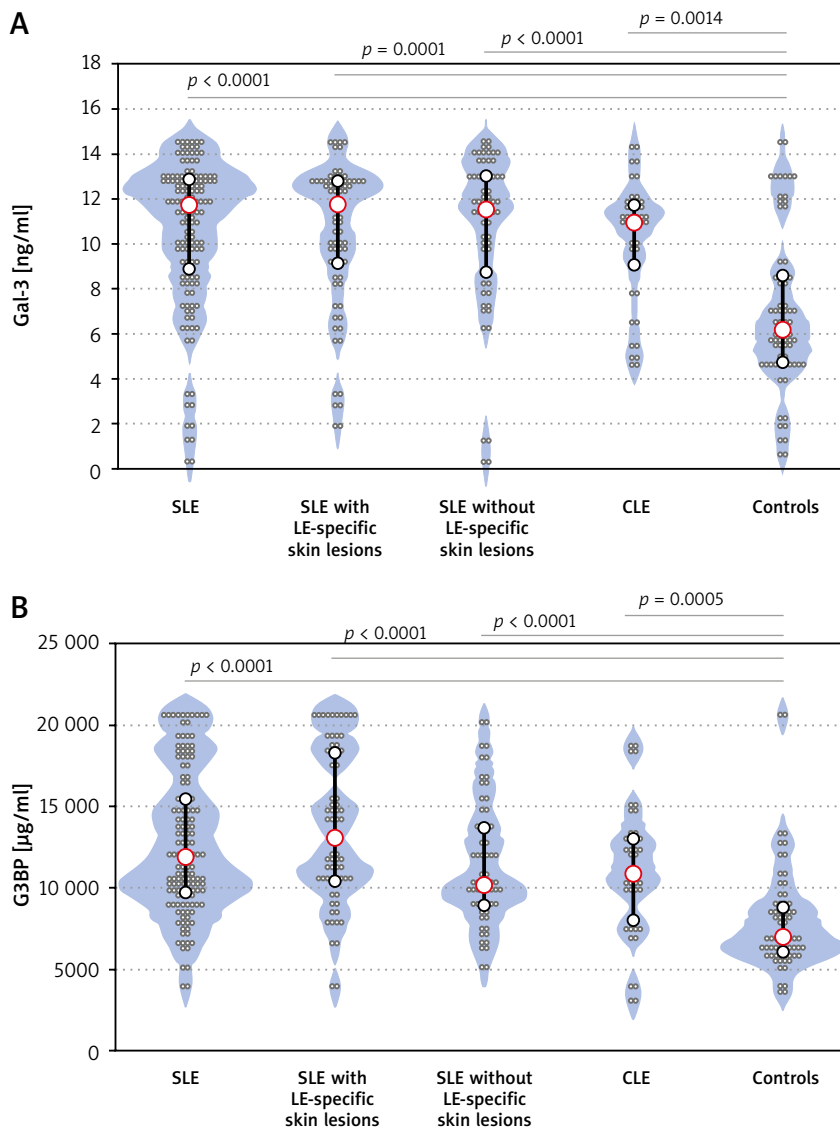 A
p = 0.0014
p < 0.0001
p = 0.0001
p < 0.0001
Gal-3 [ng/ml]
18
16
14
12
10
8
6
4
2
0
SLE
SLE with
LE-specific
skin lesions
SLE without
LE-specific
skin lesions
CLE
Controls
B
p = 0.0005
p < 0.0001
p < 0.0001
p < 0.0001
G3BP [µg/ml]
25 000
20 000
15 000
10 000
5000
0
SLE
SLE with
LE-specific
skin lesions
SLE without
LE-specific
skin lesions
CLE
Controls